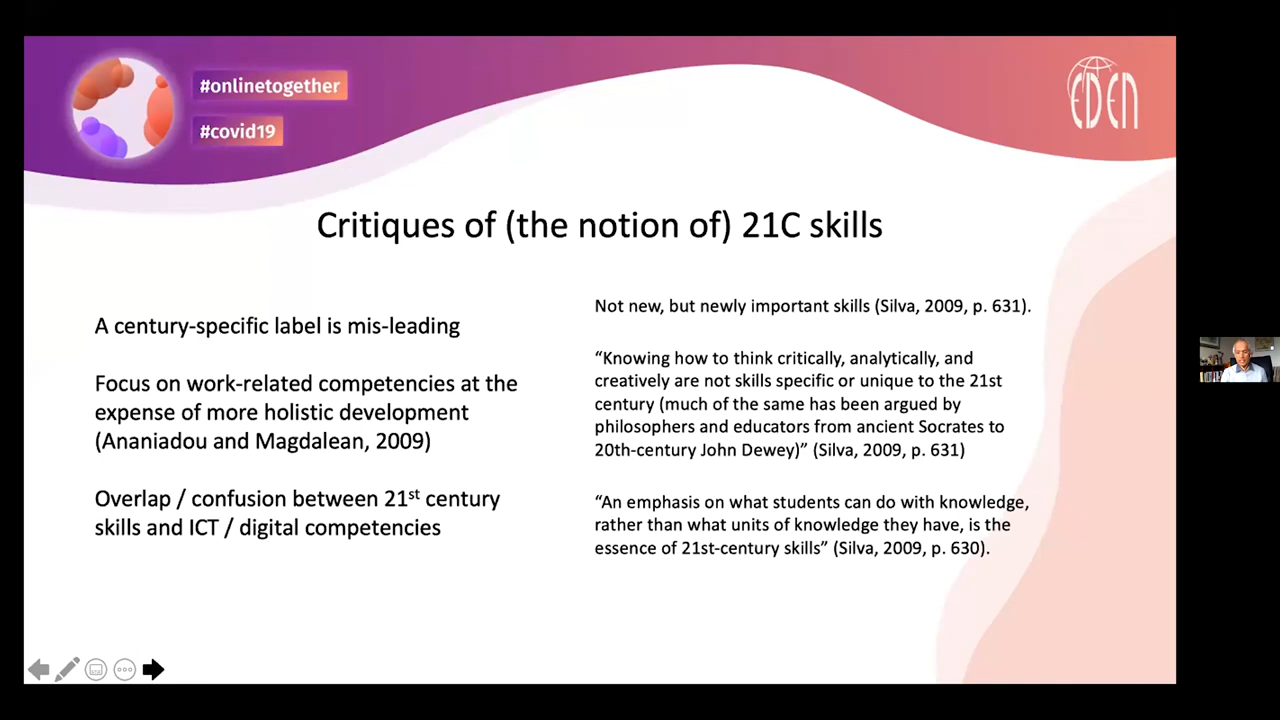 #onlinetogether
#covid19
EDEN
Critiques of (the notion of) 21C skills
A century-specific label is mis-leading
Focus on work-related competencies at the
expense of more holistic development
(Ananiadou and Magdalean, 2009)
Overlap / confusion between 21st century
skills and ICT / digital competencies
Not new, but newly important skills (Silva, 2009, p. 631).
“Knowing how to think critically, analytically, and
creatively are not skills specific or unique to the 21st
century (much of the same has been argued by
philosophers and educators from ancient Socrates to
20th-century John Dewey)” (Silva, 2009, p. 631)
“An emphasis on what students can do with knowledge,
rather than what units of knowledge they have, is the
essence of 21st-century skills” (Silva, 2009, p. 630).